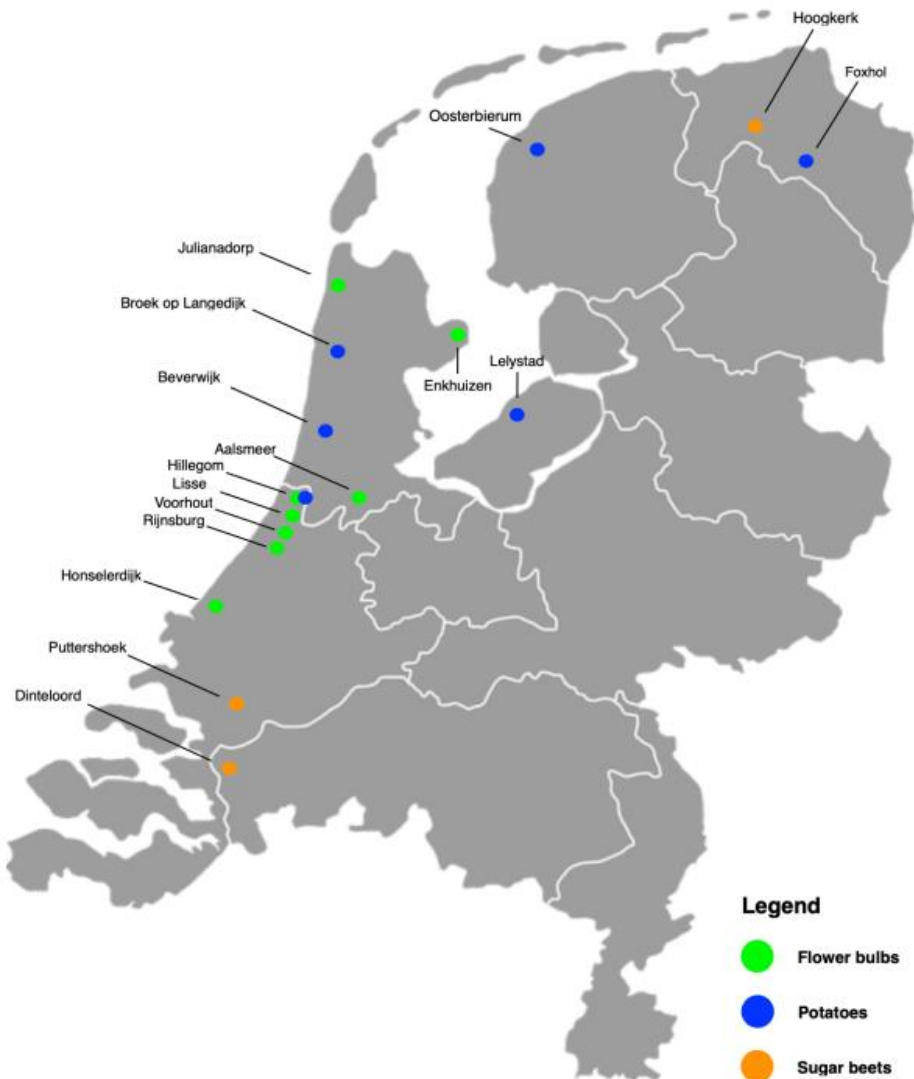 Hoogkerk
Foxhol
Oosterbierum
Julianadorp
Broek op Langedijk
Lelystad
Beverwijk
Enkhuizen
Aalsmeer
Hillegom
Lisse
Voorhout
Rijnsburg
Honselerdijk
Puttershoek
Dinteloord
Legend
Flower bulbs
Potatoes
Sugar beets